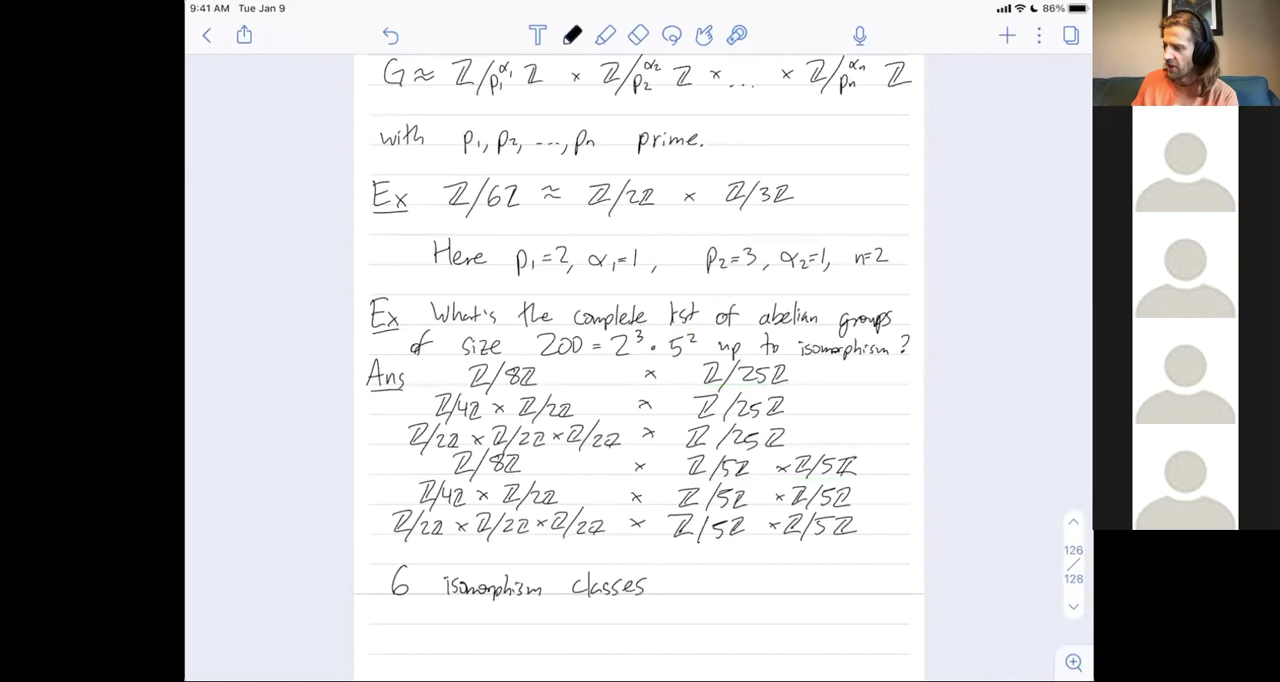 9:41 AM Tue Jan 9
86%
G ≈ ℤ/p₁^α₁ ℤ × ℤ/p₂^α₂ ℤ × ... × ℤ/pₙ^αₙ ℤ
with p₁, p₂, ..., pₙ prime.
Ex ℤ/6ℤ ≈ ℤ/2ℤ × ℤ/3ℤ
Here p₁=2, α₁=1, p₂=3, α₂=1, n=2
Ex What's the complete list of abelian groups
of size 200 = 2³ · 5² up to isomorphism?
Ans ℤ/8ℤ × ℤ/25ℤ
ℤ/4ℤ × ℤ/2ℤ × ℤ/25ℤ
ℤ/2ℤ × ℤ/2ℤ × ℤ/2ℤ × ℤ/25ℤ
ℤ/8ℤ × ℤ/5ℤ × ℤ/5ℤ
ℤ/4ℤ × ℤ/2ℤ × ℤ/5ℤ × ℤ/5ℤ
ℤ/2ℤ × ℤ/2ℤ × ℤ/2ℤ × ℤ/5ℤ × ℤ/5ℤ
6 isomorphism classes
126
/
128